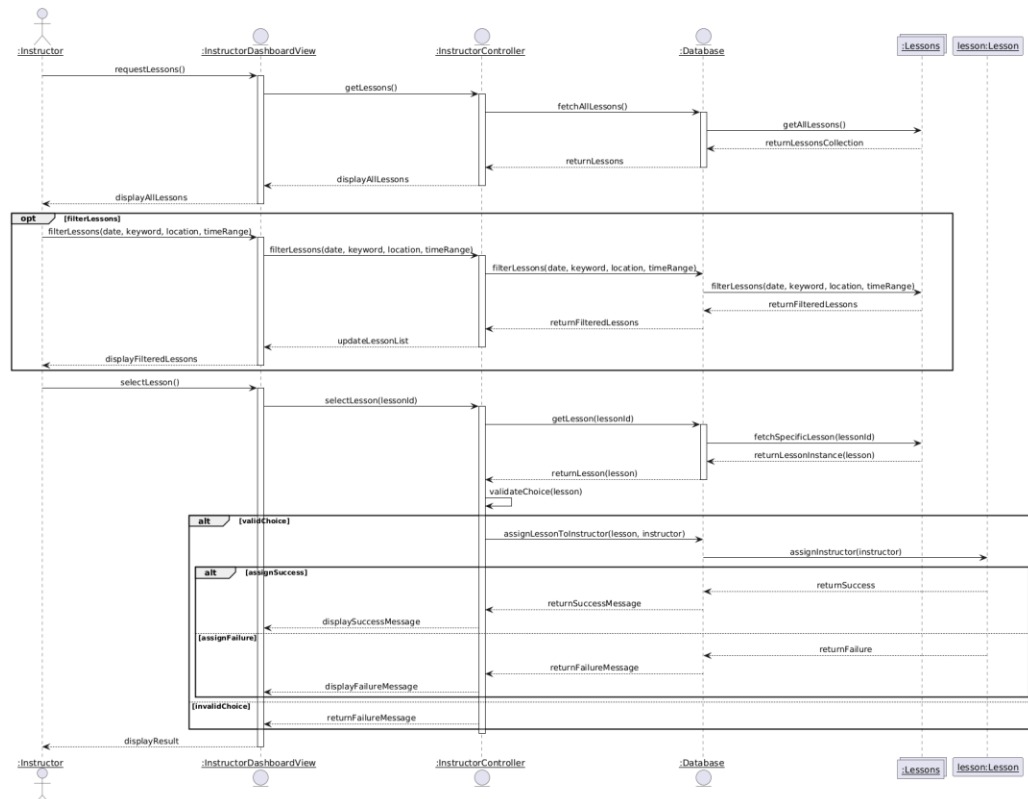 :Instructor
:InstructorDashboardView
:InstructorController
:Database
:Lessons
lesson:Lesson
requestLessons()
getLessons()
fetchAllLessons()
getAllLessons()
returnLessonsCollection
returnLessons
displayAllLessons
displayAllLessons
opt [filterLessons]
filterLessons(date, keyword, location, timeRange)
filterLessons(date, keyword, location, timeRange)
filterLessons(date, keyword, location, timeRange)
filterLessons(date, keyword, location, timeRange)
returnFilteredLessons
returnFilteredLessons
updateLessonList
displayFilteredLessons
selectLesson()
selectLesson(lessonId)
getLesson(lessonId)
fetchSpecificLesson(lessonId)
returnLessonInstance(lesson)
returnLesson(lesson)
validateChoice(lesson)
alt [validChoice]
assignLessonToInstructor(lesson, instructor)
assignInstructor(instructor)
alt [assignSuccess]
returnSuccess
returnSuccessMessage
displaySuccessMessage
[assignFailure]
returnFailure
returnFailureMessage
displayFailureMessage
[invalidChoice]
returnFailureMessage
displayResult
:Instructor
:InstructorDashboardView
:InstructorController
:Database
:Lessons
lesson:Lesson